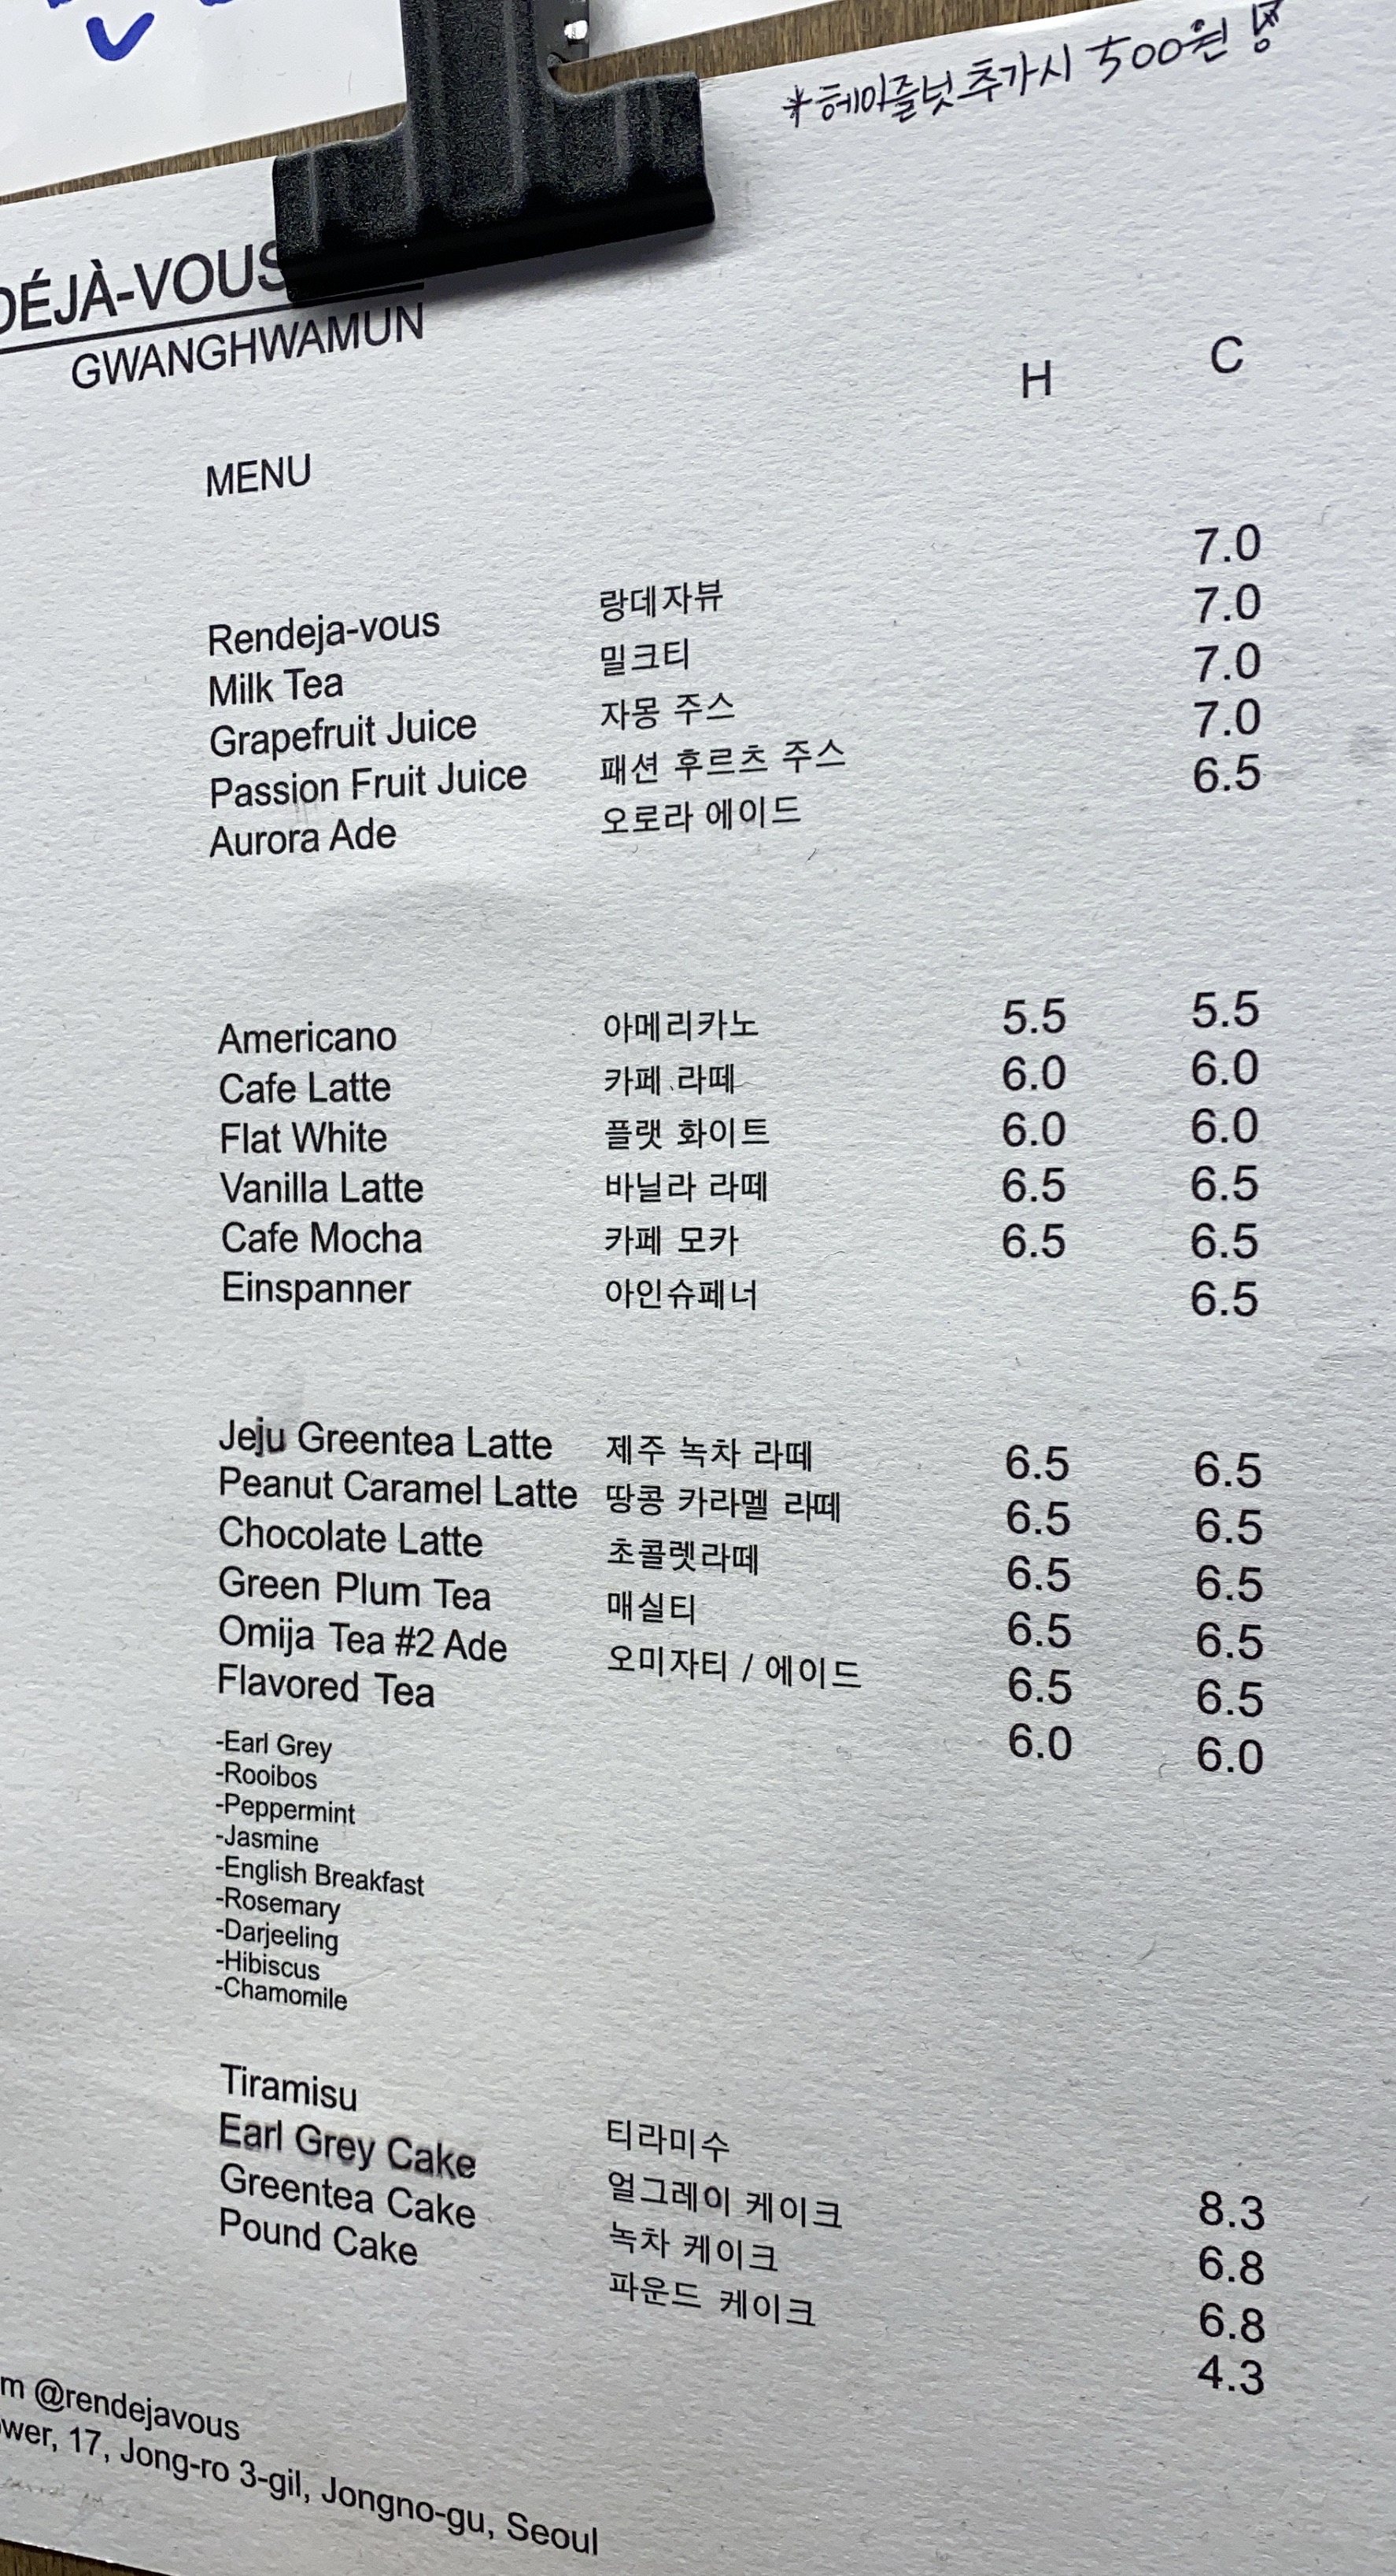 *헤이즐넛 추가시 500원
DÉJÀ-VOUS
GWANGHWAMUN
H C
MENU
Rendeja-vous 랑데자뷰 7.0
Milk Tea 밀크티 7.0
Grapefruit Juice 자몽 주스 7.0
Passion Fruit Juice 패션 후르츠 주스 7.0
Aurora Ade 오로라 에이드 6.5
Americano 아메리카노 5.5 5.5
Cafe Latte 카페 라떼 6.0 6.0
Flat White 플랫 화이트 6.0 6.0
Vanilla Latte 바닐라 라떼 6.5 6.5
Cafe Mocha 카페 모카 6.5 6.5
Einspanner 아인슈페너 6.5
Jeju Greentea Latte 제주 녹차 라떼 6.5 6.5
Peanut Caramel Latte 땅콩 카라멜 라떼 6.5 6.5
Chocolate Latte 초콜렛라떼 6.5 6.5
Green Plum Tea 매실티 6.5 6.5
Omija Tea #2 Ade 오미자티 / 에이드 6.5 6.5
Flavored Tea 6.0 6.0
-Earl Grey
-Rooibos
-Peppermint
-Jasmine
-English Breakfast
-Rosemary
-Darjeeling
-Hibiscus
-Chamomile
Tiramisu 티라미수 8.3
Earl Grey Cake 얼그레이 케이크 6.8
Greentea Cake 녹차 케이크 6.8
Pound Cake 파운드 케이크 4.3
@rendejavous
17, Jong-ro 3-gil, Jongno-gu, Seoul